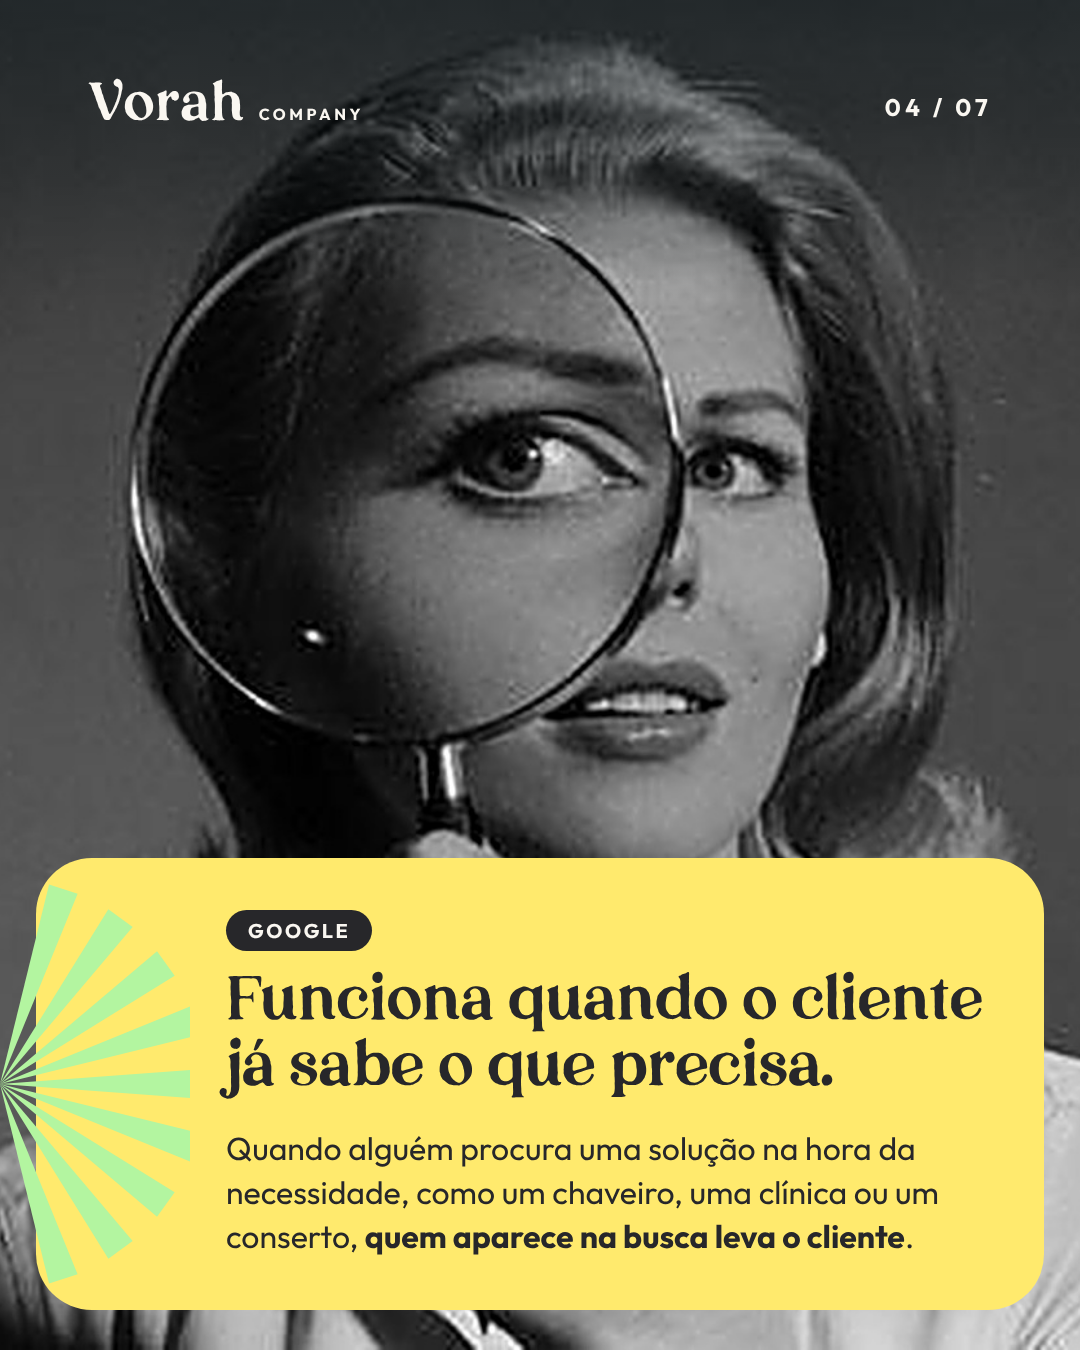 Vorah COMPANY
04 / 07
GOOGLE
Funciona quando o cliente
já sabe o que precisa.
Quando alguém procura uma solução na hora da
necessidade, como um chaveiro, uma clínica ou um
conserto, quem aparece na busca leva o cliente.